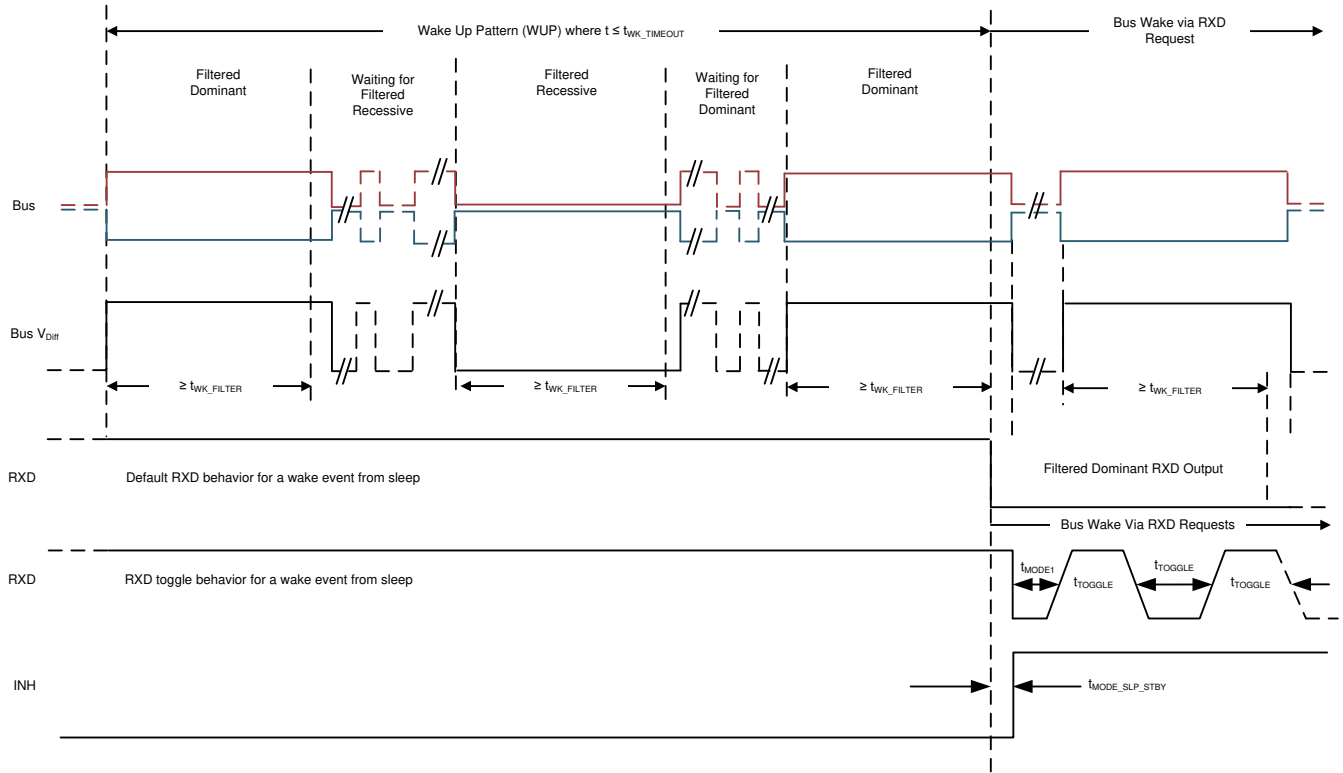 Wake Up Pattern (WUP) where t ≤ tWK_TIMEOUT
Bus Wake via RXD
Request
Filtered
Dominant
Waiting for
Filtered
Recessive
Filtered
Recessive
Waiting for
Filtered
Dominant
Filtered
Dominant
Bus
Bus VDiff
≥ tWK_FILTER
≥ tWK_FILTER
≥ tWK_FILTER
≥ tWK_FILTER
RXD
Default RXD behavior for a wake event from sleep
Filtered Dominant RXD Output
Bus Wake Via RXD Requests
RXD
RXD toggle behavior for a wake event from sleep
tMODE1
tTOGGLE
tTOGGLE
tTOGGLE
INH
tMODE_SLP_STBY